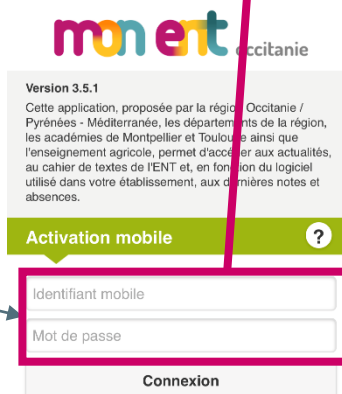 mon ent occitanie
Version 3.5.1
Cette application, proposée par la région Occitanie /
Pyrénées - Méditerranée, les départements de la région,
les académies de Montpellier et Toulouse ainsi que
l'enseignement agricole, permet d'accéder aux actualités,
au cahier de textes de l'ENT et, en fonction du logiciel
utilisé dans votre établissement, aux dernières notes et
absences.
Activation mobile ?
Identifiant mobile
Mot de passe
Connexion